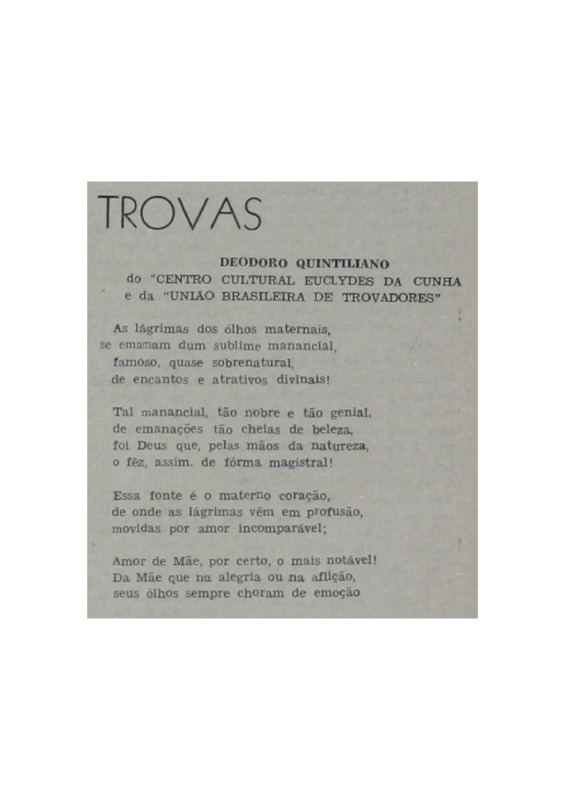 TROVAS
DEODORO QUINTILIANO
do "CENTRO CULTURAL EUCLYDES DA CUNHA
e da "UNIÃO BRASILEIRA DE TROVADORES"
As lágrimas dos ólhos maternais,
se emamam dum sublime manancial,
famoso, quase sobrenatural,
de encantos e atrativos divinais!
Tal manancial, tão nobre e tão genial,
de emanações tão cheias de beleza,
foi Deus que, pelas mãos da natureza,
o fêz, assim. de fórma magistral!
Essa fonte é o materno coração,
de onde as lágrimas vêm em profusão,
movidas por amor incomparável;
Amor de Mãe, por certo, o mais notável!
Da Mãe que na alegria ou na aflição,
seus ólhos sempre choram de emoção